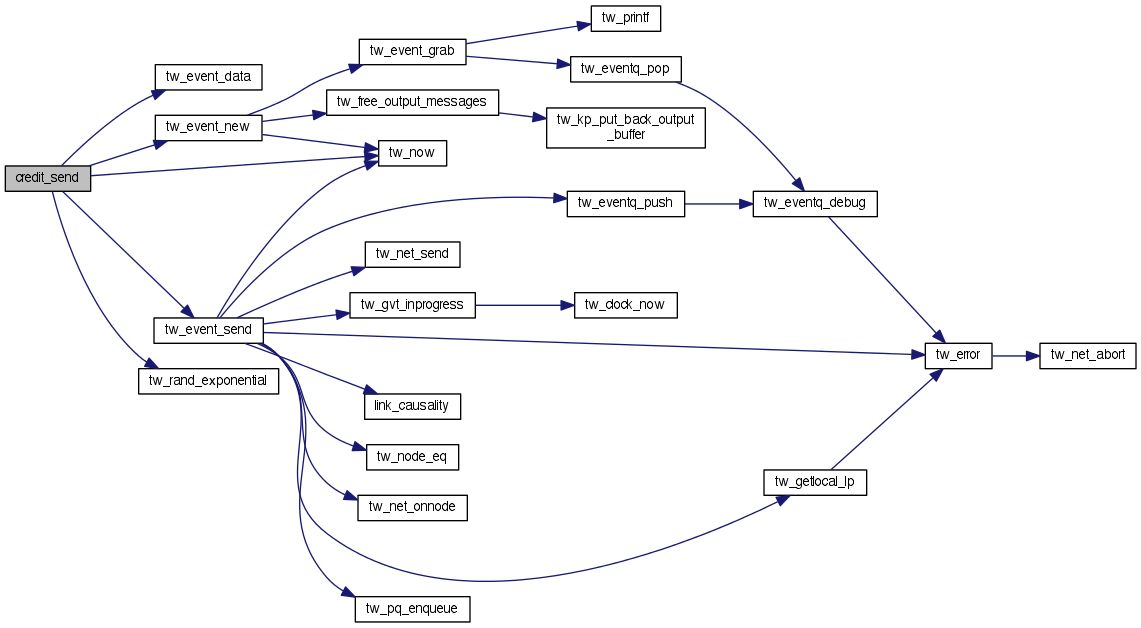 tw_printf
tw_event_grab
tw_eventq_pop
tw_event_data
tw_free_output_messages
tw_kp_put_back_output
_buffer
tw_event_new
tw_now
credit_send
tw_eventq_push
tw_eventq_debug
tw_net_send
tw_gvt_inprogress
tw_clock_now
tw_event_send
tw_error
tw_net_abort
tw_rand_exponential
link_causality
tw_node_eq
tw_getlocal_lp
tw_net_onnode
tw_pq_enqueue